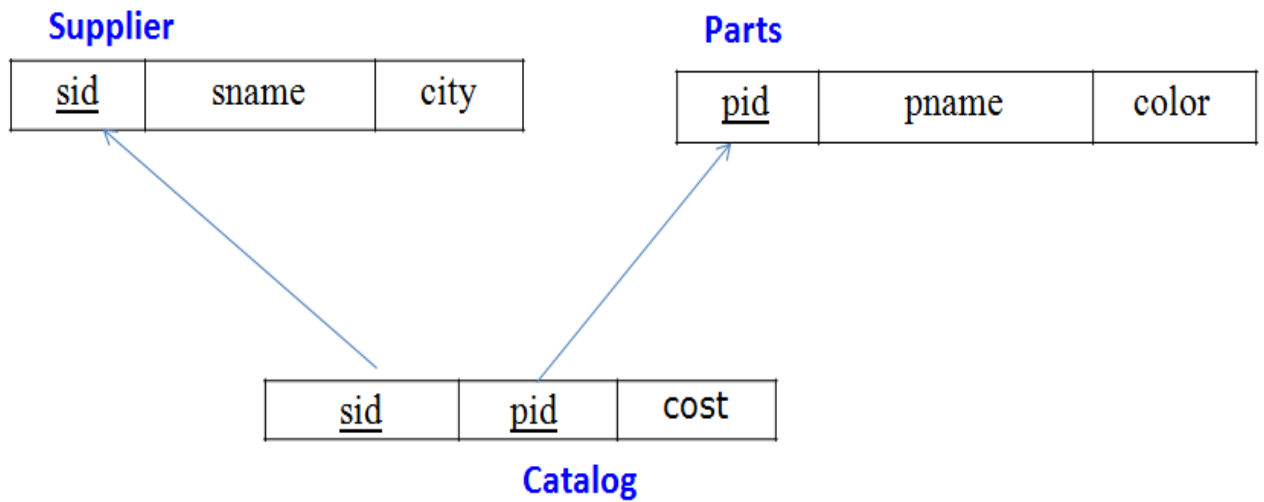 Supplier
Parts
sid sname city
pid pname color
sid pid cost
Catalog